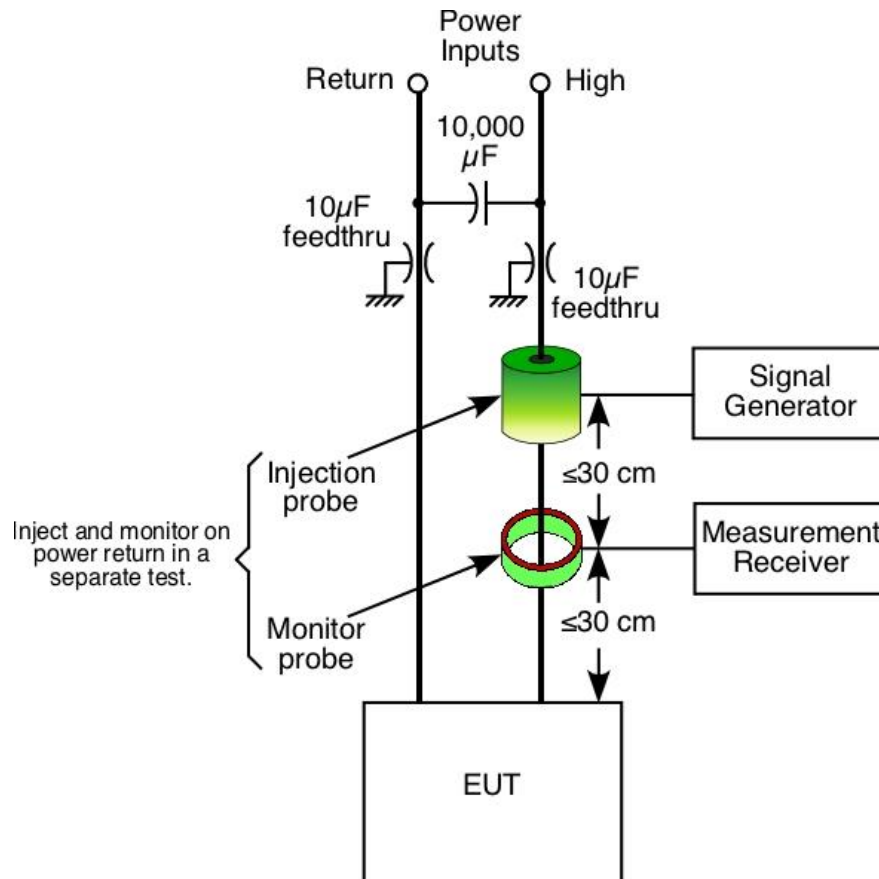 Power
Inputs
Return
High
10,000
µF
10µF
feedthru
10µF
feedthru
Signal
Generator
≤30 cm
Injection
probe
Inject and monitor on
power return in a
separate test.
Measurement
Receiver
≤30 cm
Monitor
probe
EUT